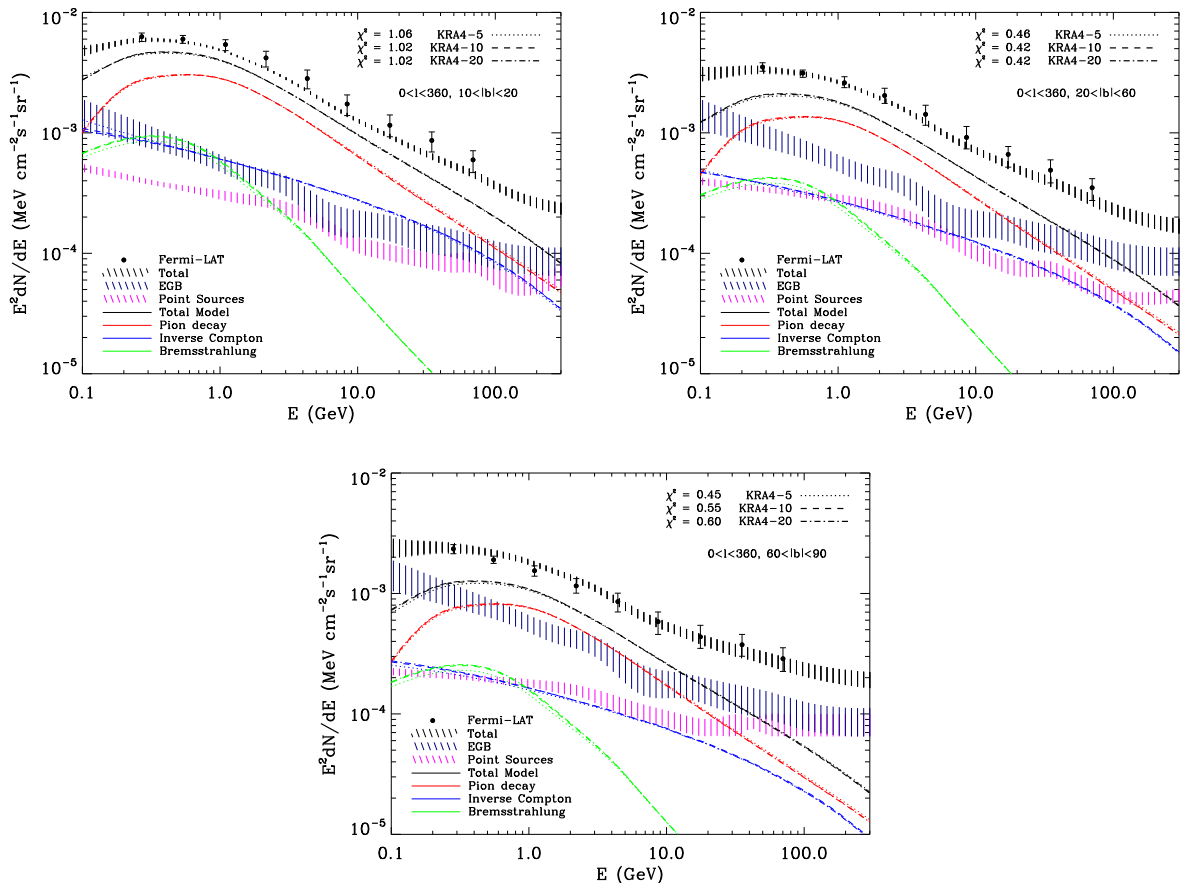 χ² = 1.06 KRA4-5
χ² = 1.02 KRA4-10
χ² = 1.02 KRA4-20
0<l<360, 10<|b|<20
E²dN/dE (MeV cm⁻²s⁻¹sr⁻¹)
10⁻²
10⁻³
10⁻⁴
10⁻⁵
Fermi-LAT
Total
EGB
Point Sources
Total Model
Pion decay
Inverse Compton
Bremsstrahlung
0.1 1.0 10.0 100.0
E (GeV)
χ² = 0.46 KRA4-5
χ² = 0.42 KRA4-10
χ² = 0.42 KRA4-20
0<l<360, 20<|b|<60
E²dN/dE (MeV cm⁻²s⁻¹sr⁻¹)
10⁻²
10⁻³
10⁻⁴
10⁻⁵
Fermi-LAT
Total
EGB
Point Sources
Total Model
Pion decay
Inverse Compton
Bremsstrahlung
0.1 1.0 10.0 100.0
E (GeV)
χ² = 0.45 KRA4-5
χ² = 0.55 KRA4-10
χ² = 0.60 KRA4-20
0<l<360, 60<|b|<90
E²dN/dE (MeV cm⁻²s⁻¹sr⁻¹)
10⁻²
10⁻³
10⁻⁴
10⁻⁵
Fermi-LAT
Total
EGB
Point Sources
Total Model
Pion decay
Inverse Compton
Bremsstrahlung
0.1 1.0 10.0 100.0
E (GeV)